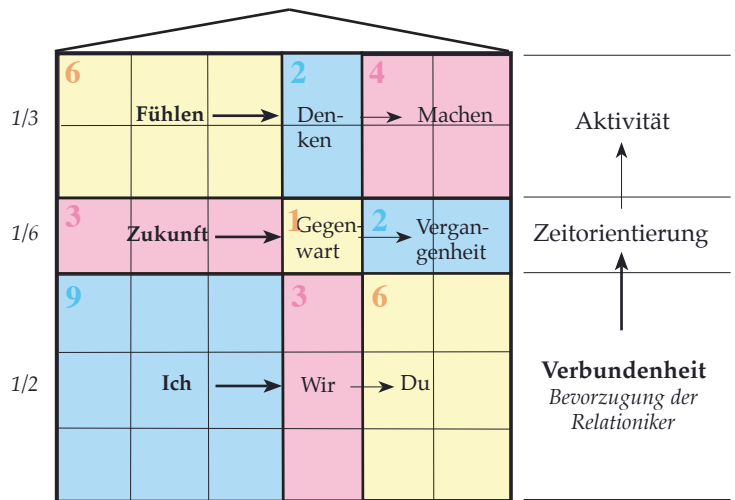 6 2 4
1/3 Fühlen Den-
ken Machen Aktivität
3 1 2
1/6 Zukunft Gegen-
wart Vergan-
genheit Zeitorientierung
9 3 6
1/2 Ich Wir Du Verbundenheit
Bevorzugung der
Relationiker